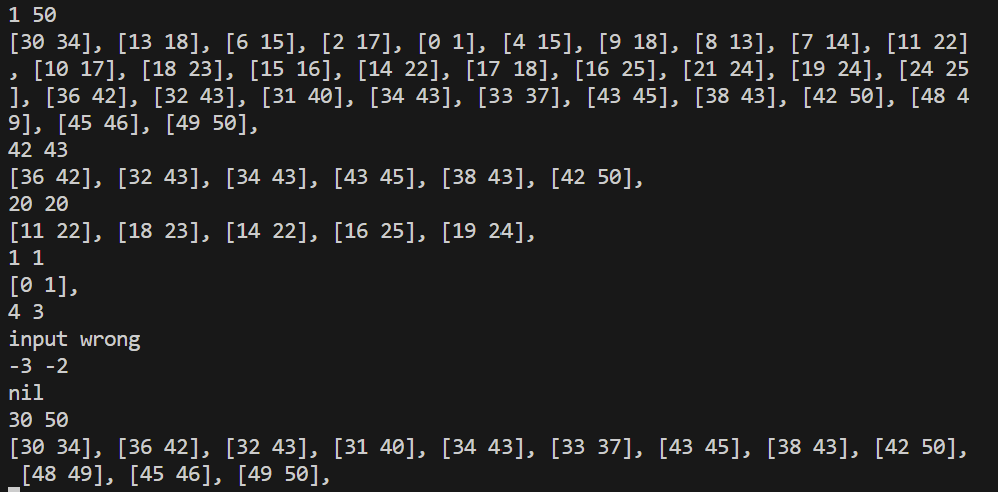 1 50
[30 34], [13 18], [6 15], [2 17], [0 1], [4 15], [9 18], [8 13], [7 14], [11 22]
, [10 17], [18 23], [15 16], [14 22], [17 18], [16 25], [21 24], [19 24], [24 25
], [36 42], [32 43], [31 40], [34 43], [33 37], [43 45], [38 43], [42 50], [48 4
9], [45 46], [49 50],
42 43
[36 42], [32 43], [34 43], [43 45], [38 43], [42 50],
20 20
[11 22], [18 23], [14 22], [16 25], [19 24],
1 1
[0 1],
4 3
input wrong
-3 -2
nil
30 50
[30 34], [36 42], [32 43], [31 40], [34 43], [33 37], [43 45], [38 43], [42 50],
 [48 49], [45 46], [49 50],